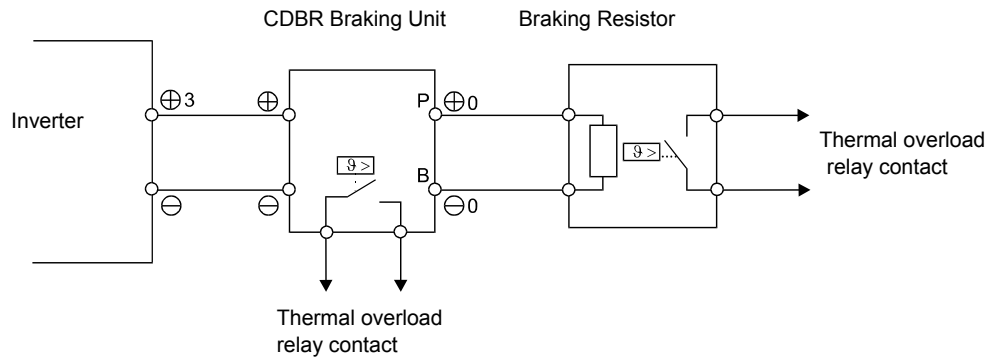 CDBR Braking Unit
Braking Resistor
Inverter
⊕3
⊕
P
⊕0
ϑ >
ϑ >
Thermal overload
relay contact
B
⊖
⊖
⊖0
Thermal overload
relay contact